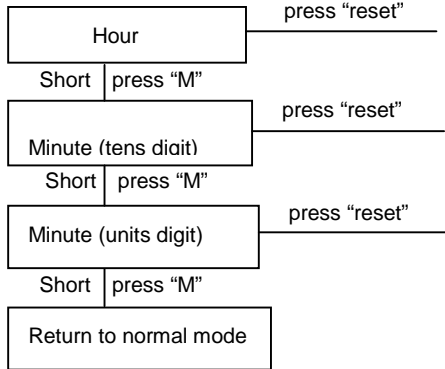 press “reset”
Hour
Short press “M”
press “reset”
Minute (tens digit)
Short press “M”
press “reset”
Minute (units digit)
Short press “M”
Return to normal mode